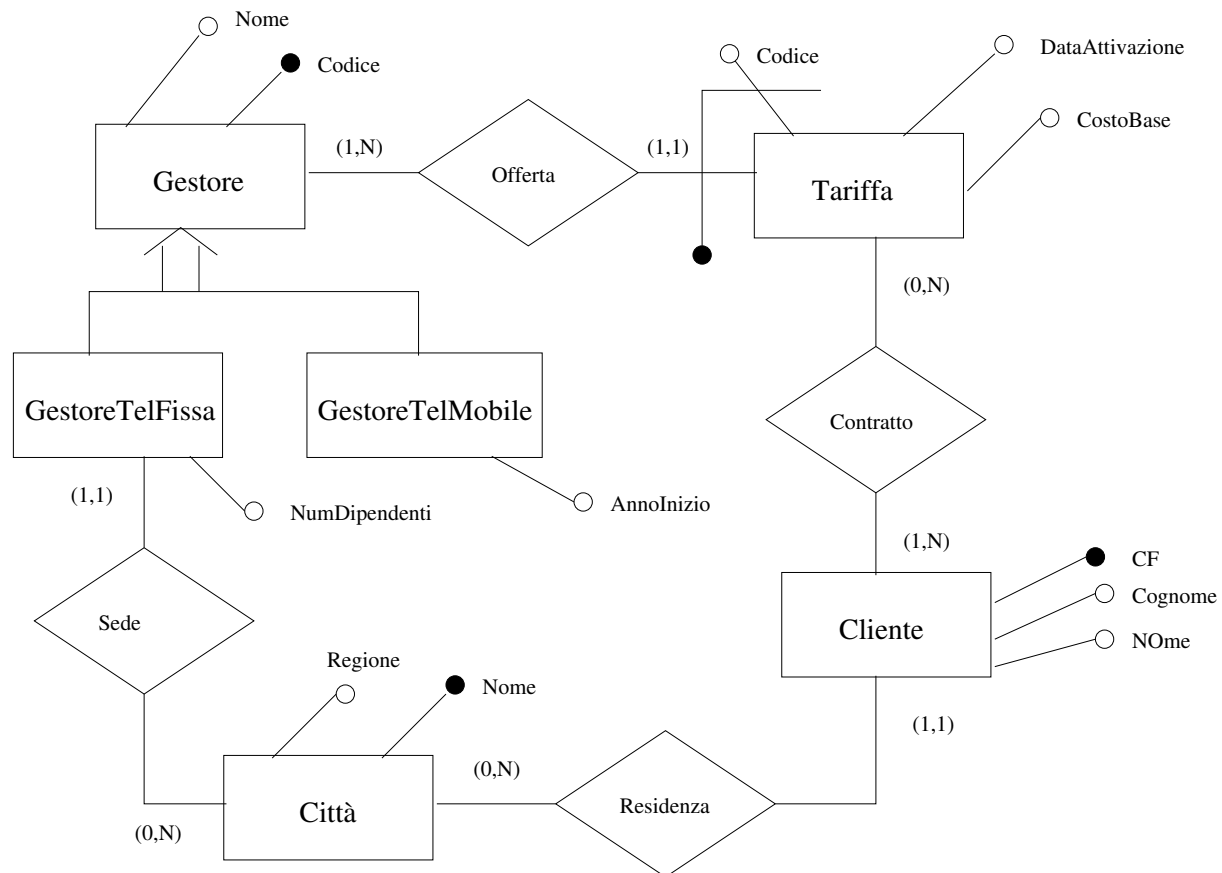 Nome
Codice
Codice
DataAttivazione
CostoBase
Gestore
(1,N)
Offerta
(1,1)
Tariffa
(0,N)
GestoreTelFissa
GestoreTelMobile
Contratto
(1,1)
NumDipendenti
AnnoInizio
(1,N)
CF
Cognome
NOme
Cliente
Sede
Regione
Nome
(1,1)
(0,N)
Città
Residenza
(0,N)